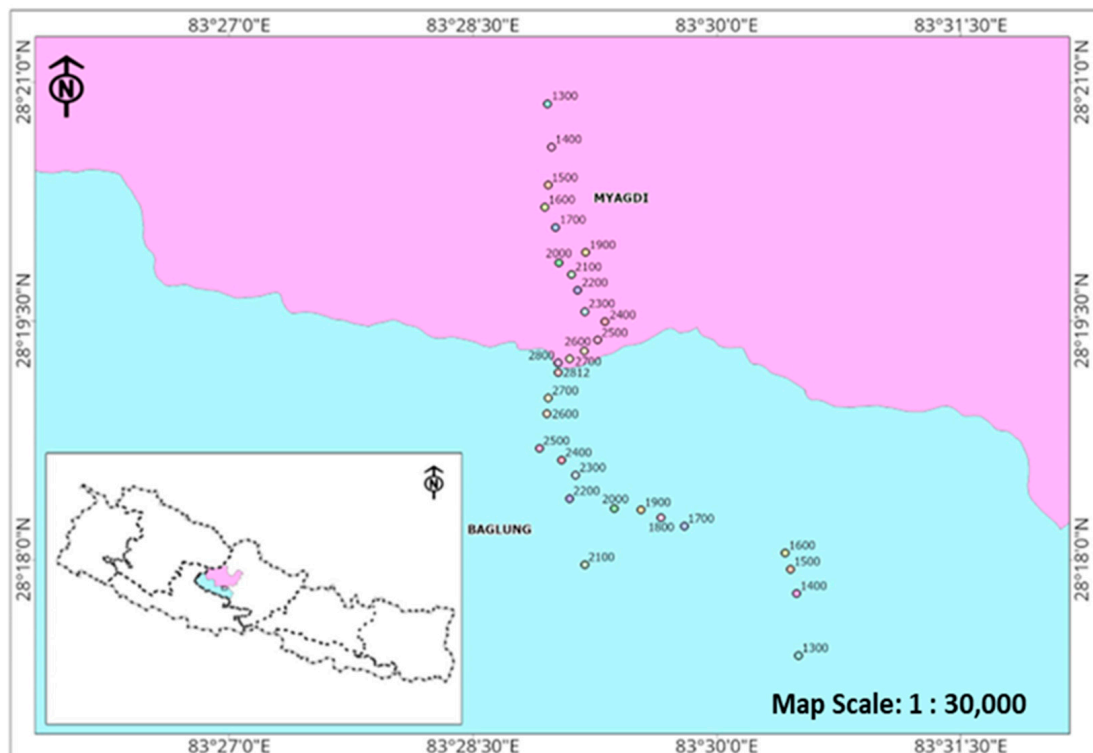 83°27'0"E 83°28'30"E 83°30'0"E 83°31'30"E
28°21'0"N 28°21'0"N
N
1300
1400
1500
MYAGDI
1600
1700
1900
2000
2100
2200
2300
28°19'30"N 28°19'30"N
2400
2500
2600
2800 2700
2812
2700
2600
2500
2400
2300
N
2200 2000 1900
BAGLUNG 1800 1700
28°18'0"N 28°18'0"N
1600
2100 1500
1400
1300
Map Scale: 1 : 30,000
83°27'0"E 83°28'30"E 83°30'0"E 83°31'30"E